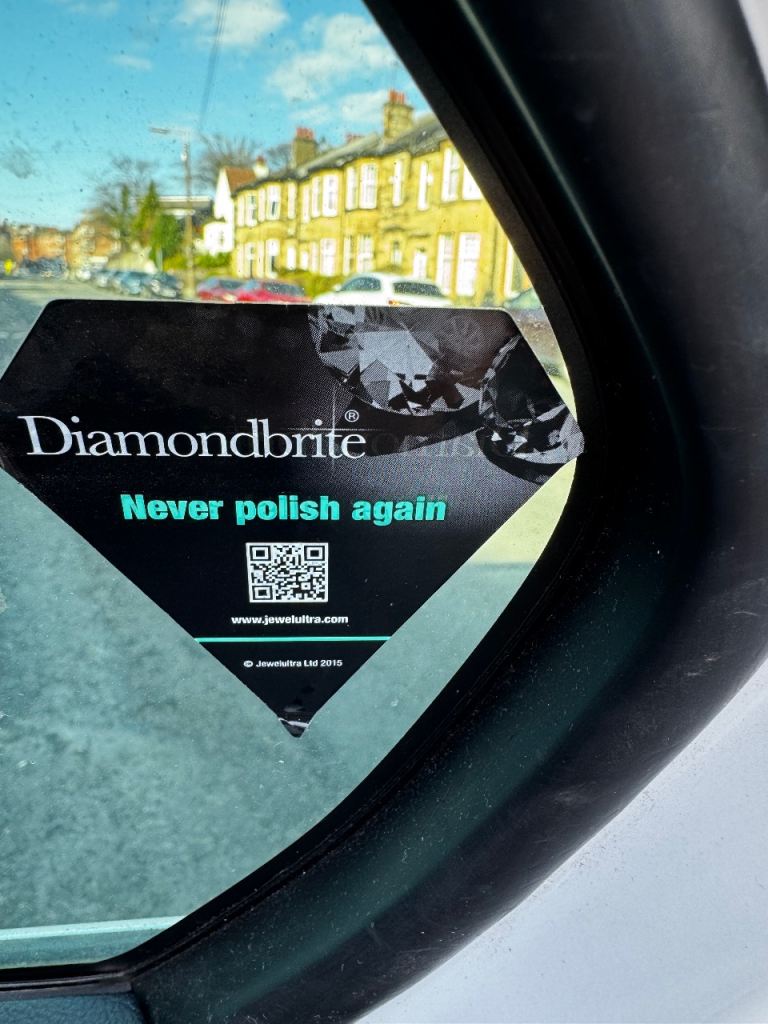 Diamondbrite®
Never polish again
www.jewelultra.com
© Jewelultra Ltd 2015